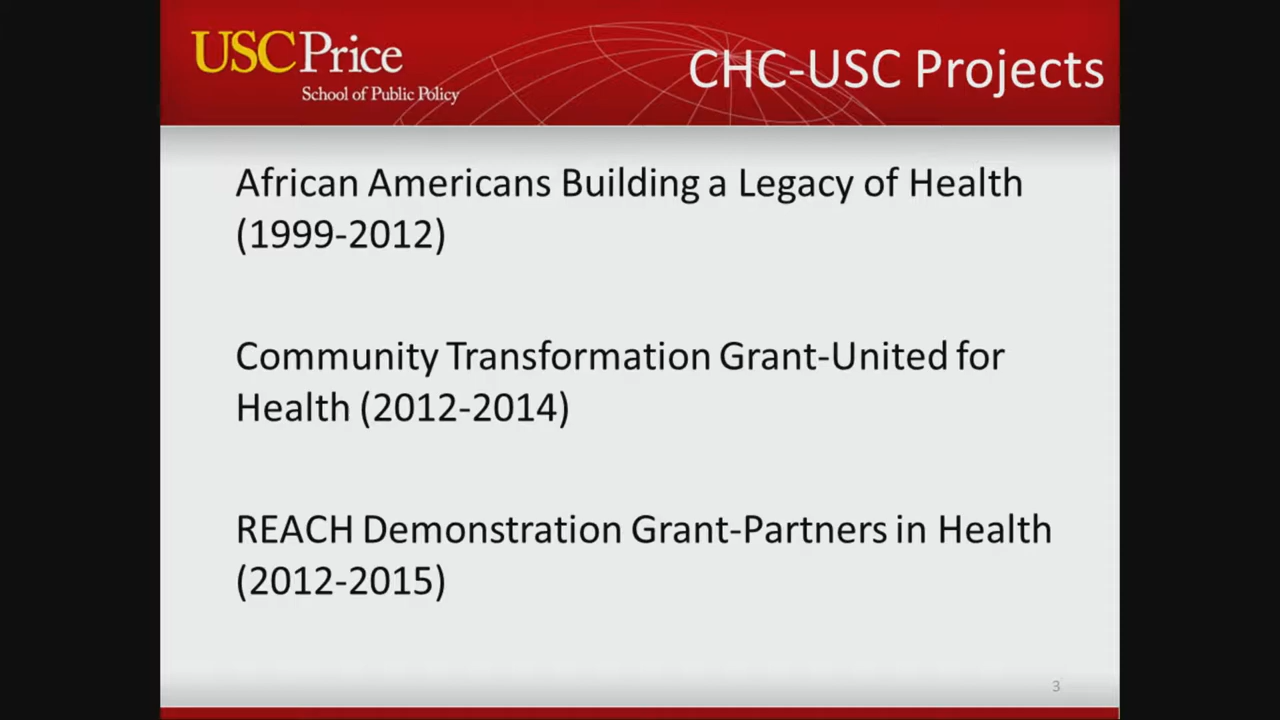 USC Price
School of Public Policy
CHC-USC Projects
African Americans Building a Legacy of Health
(1999-2012)
Community Transformation Grant-United for
Health (2012-2014)
REACH Demonstration Grant-Partners in Health
(2012-2015)
3